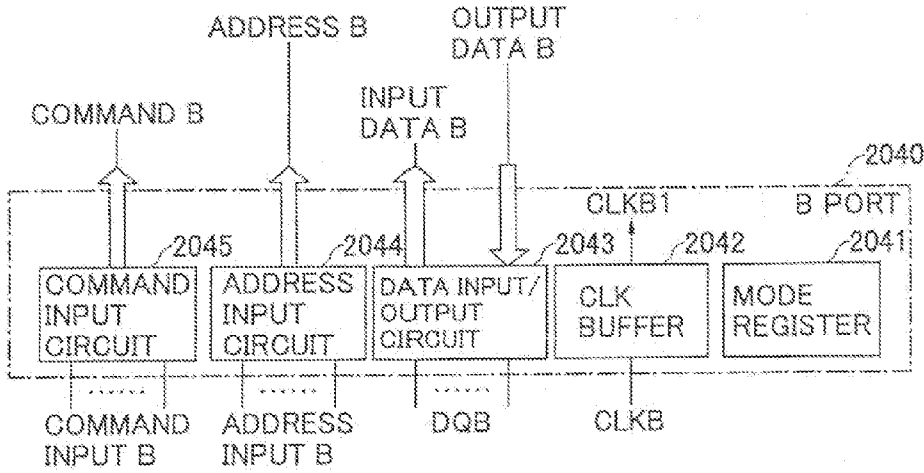 ADDRESS B
OUTPUT
DATA B
COMMAND B
INPUT
DATA B
2040
CLKB1
B PORT
2045
2044
2043
2042
2041
COMMAND
INPUT
CIRCUIT
ADDRESS
INPUT
CIRCUIT
DATA INPUT/
OUTPUT
CIRCUIT
CLK
BUFFER
MODE
REGISTER
COMMAND
INPUT B
ADDRESS
INPUT B
DQB
CLKB